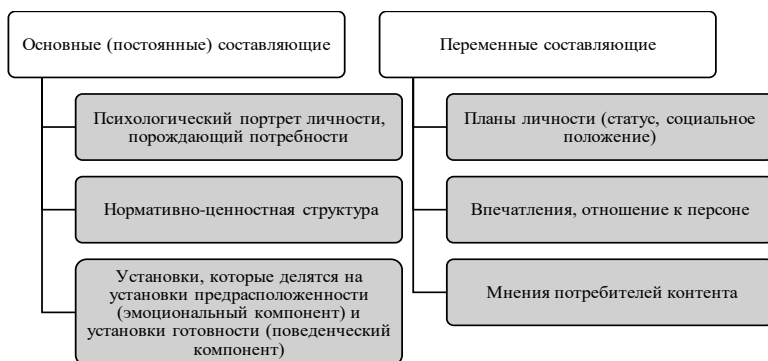 Основные (постоянные) составляющие
Психологический портрет личности,
порождающий потребности
Нормативно-ценностная структура
Установки, которые делятся на
установки предрасположенности
(эмоциональный компонент) и
установки готовности (поведенческий
компонент)
Переменные составляющие
Планы личности (статус, социальное
положение)
Впечатления, отношение к персоне
Мнения потребителей контента